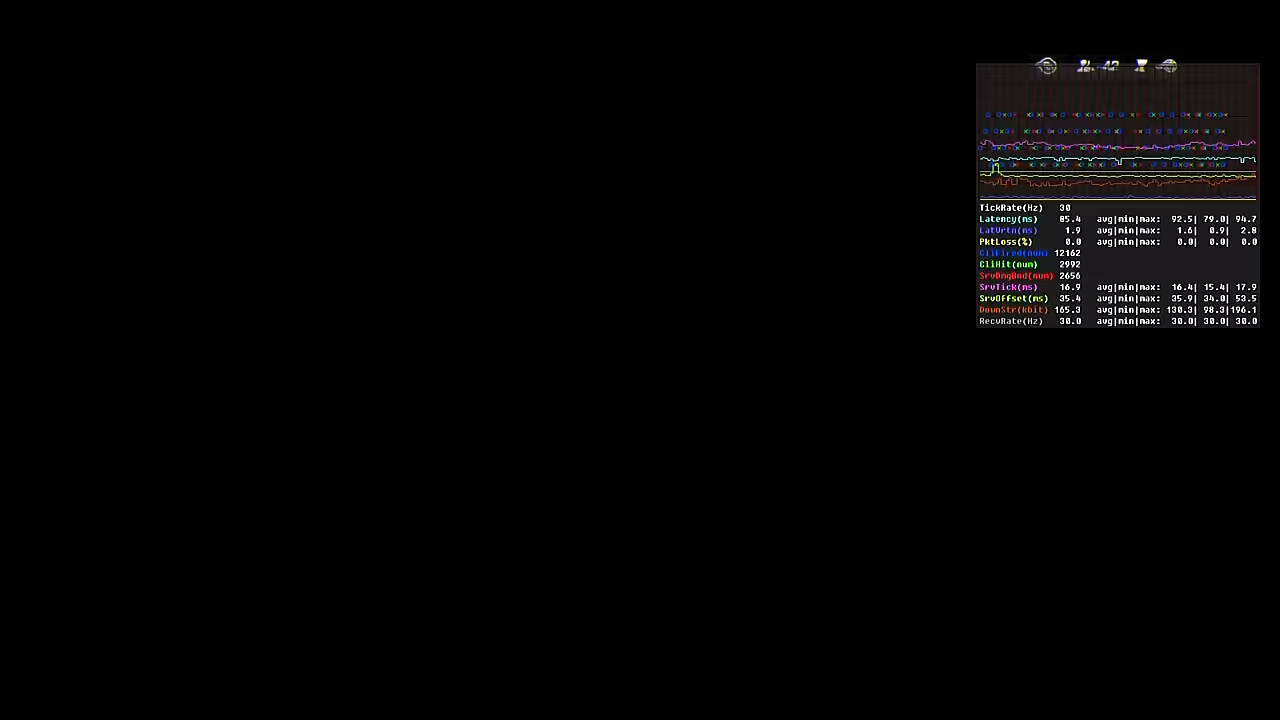 TickRate(Hz) 30
Latency(ms) 85.4 avg|min|max: 92.5| 79.0| 94.7
LatVrtn(ms) 1.9 avg|min|max: 1.6| 0.9| 2.8
PktLoss(%) 0.0 avg|min|max: 0.0| 0.0| 0.0
CliFired(num) 12162
CliHit(num) 2992
SrvDmgBnd(num) 2656
SrvTick(ms) 16.9 avg|min|max: 16.4| 15.4| 17.9
SrvOffset(ms) 35.4 avg|min|max: 35.9| 34.0| 53.5
DownStr(kbit) 165.3 avg|min|max: 130.3| 98.3|196.1
RecvRate(Hz) 30.0 avg|min|max: 30.0| 30.0| 30.0